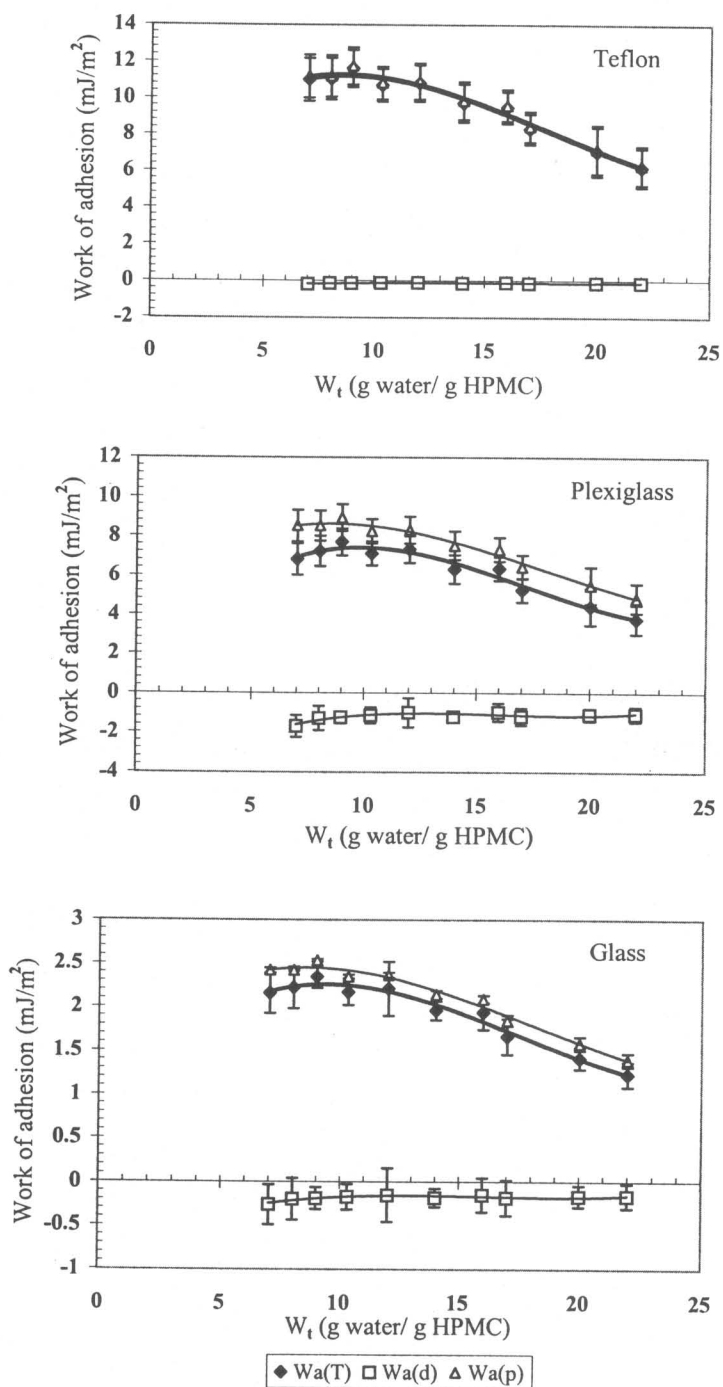 14
12
10
8
6
4
2
0
-2
Work of adhesion (mJ/m²)
Teflon
0 5 10 15 20 25
Wₜ (g water/ g HPMC)
12
10
8
6
4
2
0
-2
-4
Work of adhesion (mJ/m²)
Plexiglass
0 5 10 15 20 25
Wₜ (g water/ g HPMC)
3
2.5
2
1.5
1
0.5
0
-0.5
-1
Work of adhesion (mJ/m²)
Glass
0 5 10 15 20 25
Wₜ (g water/ g HPMC)
Wa(T) Wa(d) Wa(p)